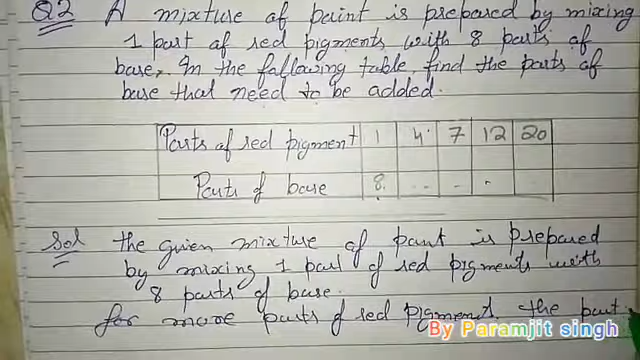 Q2 A mixture of paint is prepared by mixing
1 part of red pigments with 8 parts of
base. In the following table find the parts of
base that need to be added.
Parts of red pigment 1 4 7 12 20
Parts of base 8 .. . .
Sol the given mixture of paint is prepared
by mixing 1 part of red pigments with
8 parts of base.
for more parts of red pigment, the part
By Paramjit singh